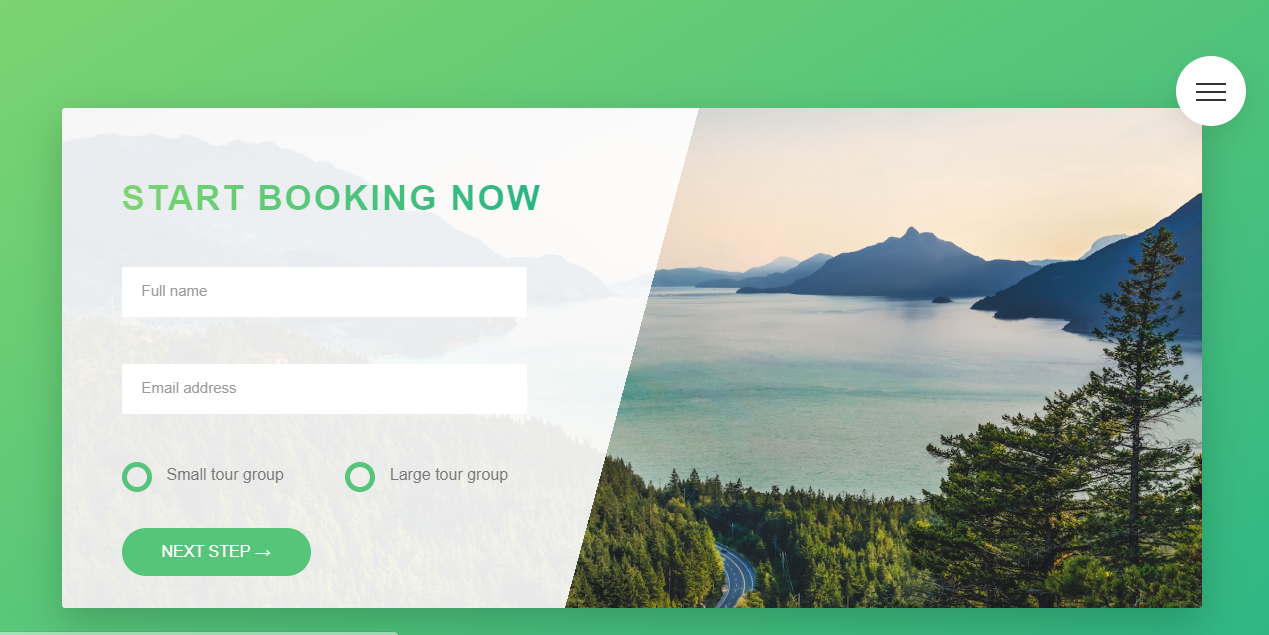 START BOOKING NOW
Full name
Email address
Small tour group
Large tour group
NEXT STEP →